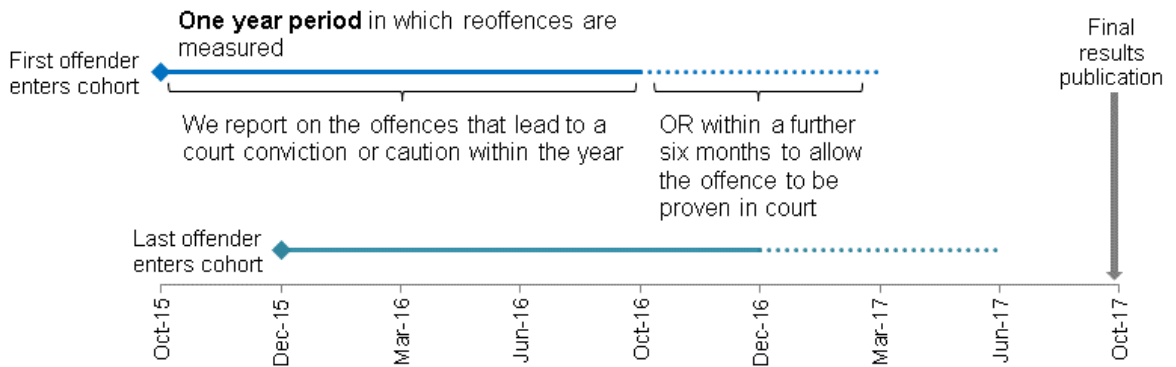 One year period in which reoffences are
measured
First offender
enters cohort
We report on the offences that lead to a
court conviction or caution within the year
OR within a further
six months to allow
the offence to be
proven in court
Final
results
publication
Last offender
enters cohort
Oct-15
Dec-15
Mar-16
Jun-16
Oct-16
Dec-16
Mar-17
Jun-17
Oct-17